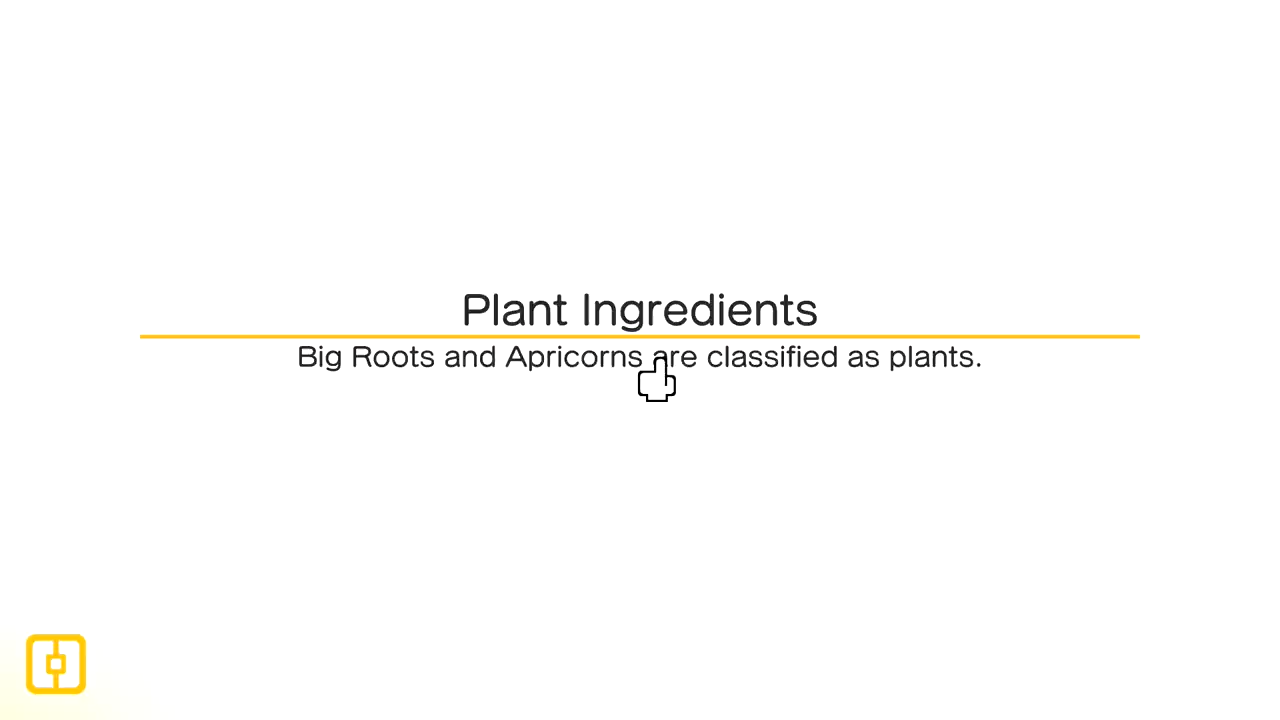 Plant Ingredients
Big Roots and Apricorns are classified as plants.